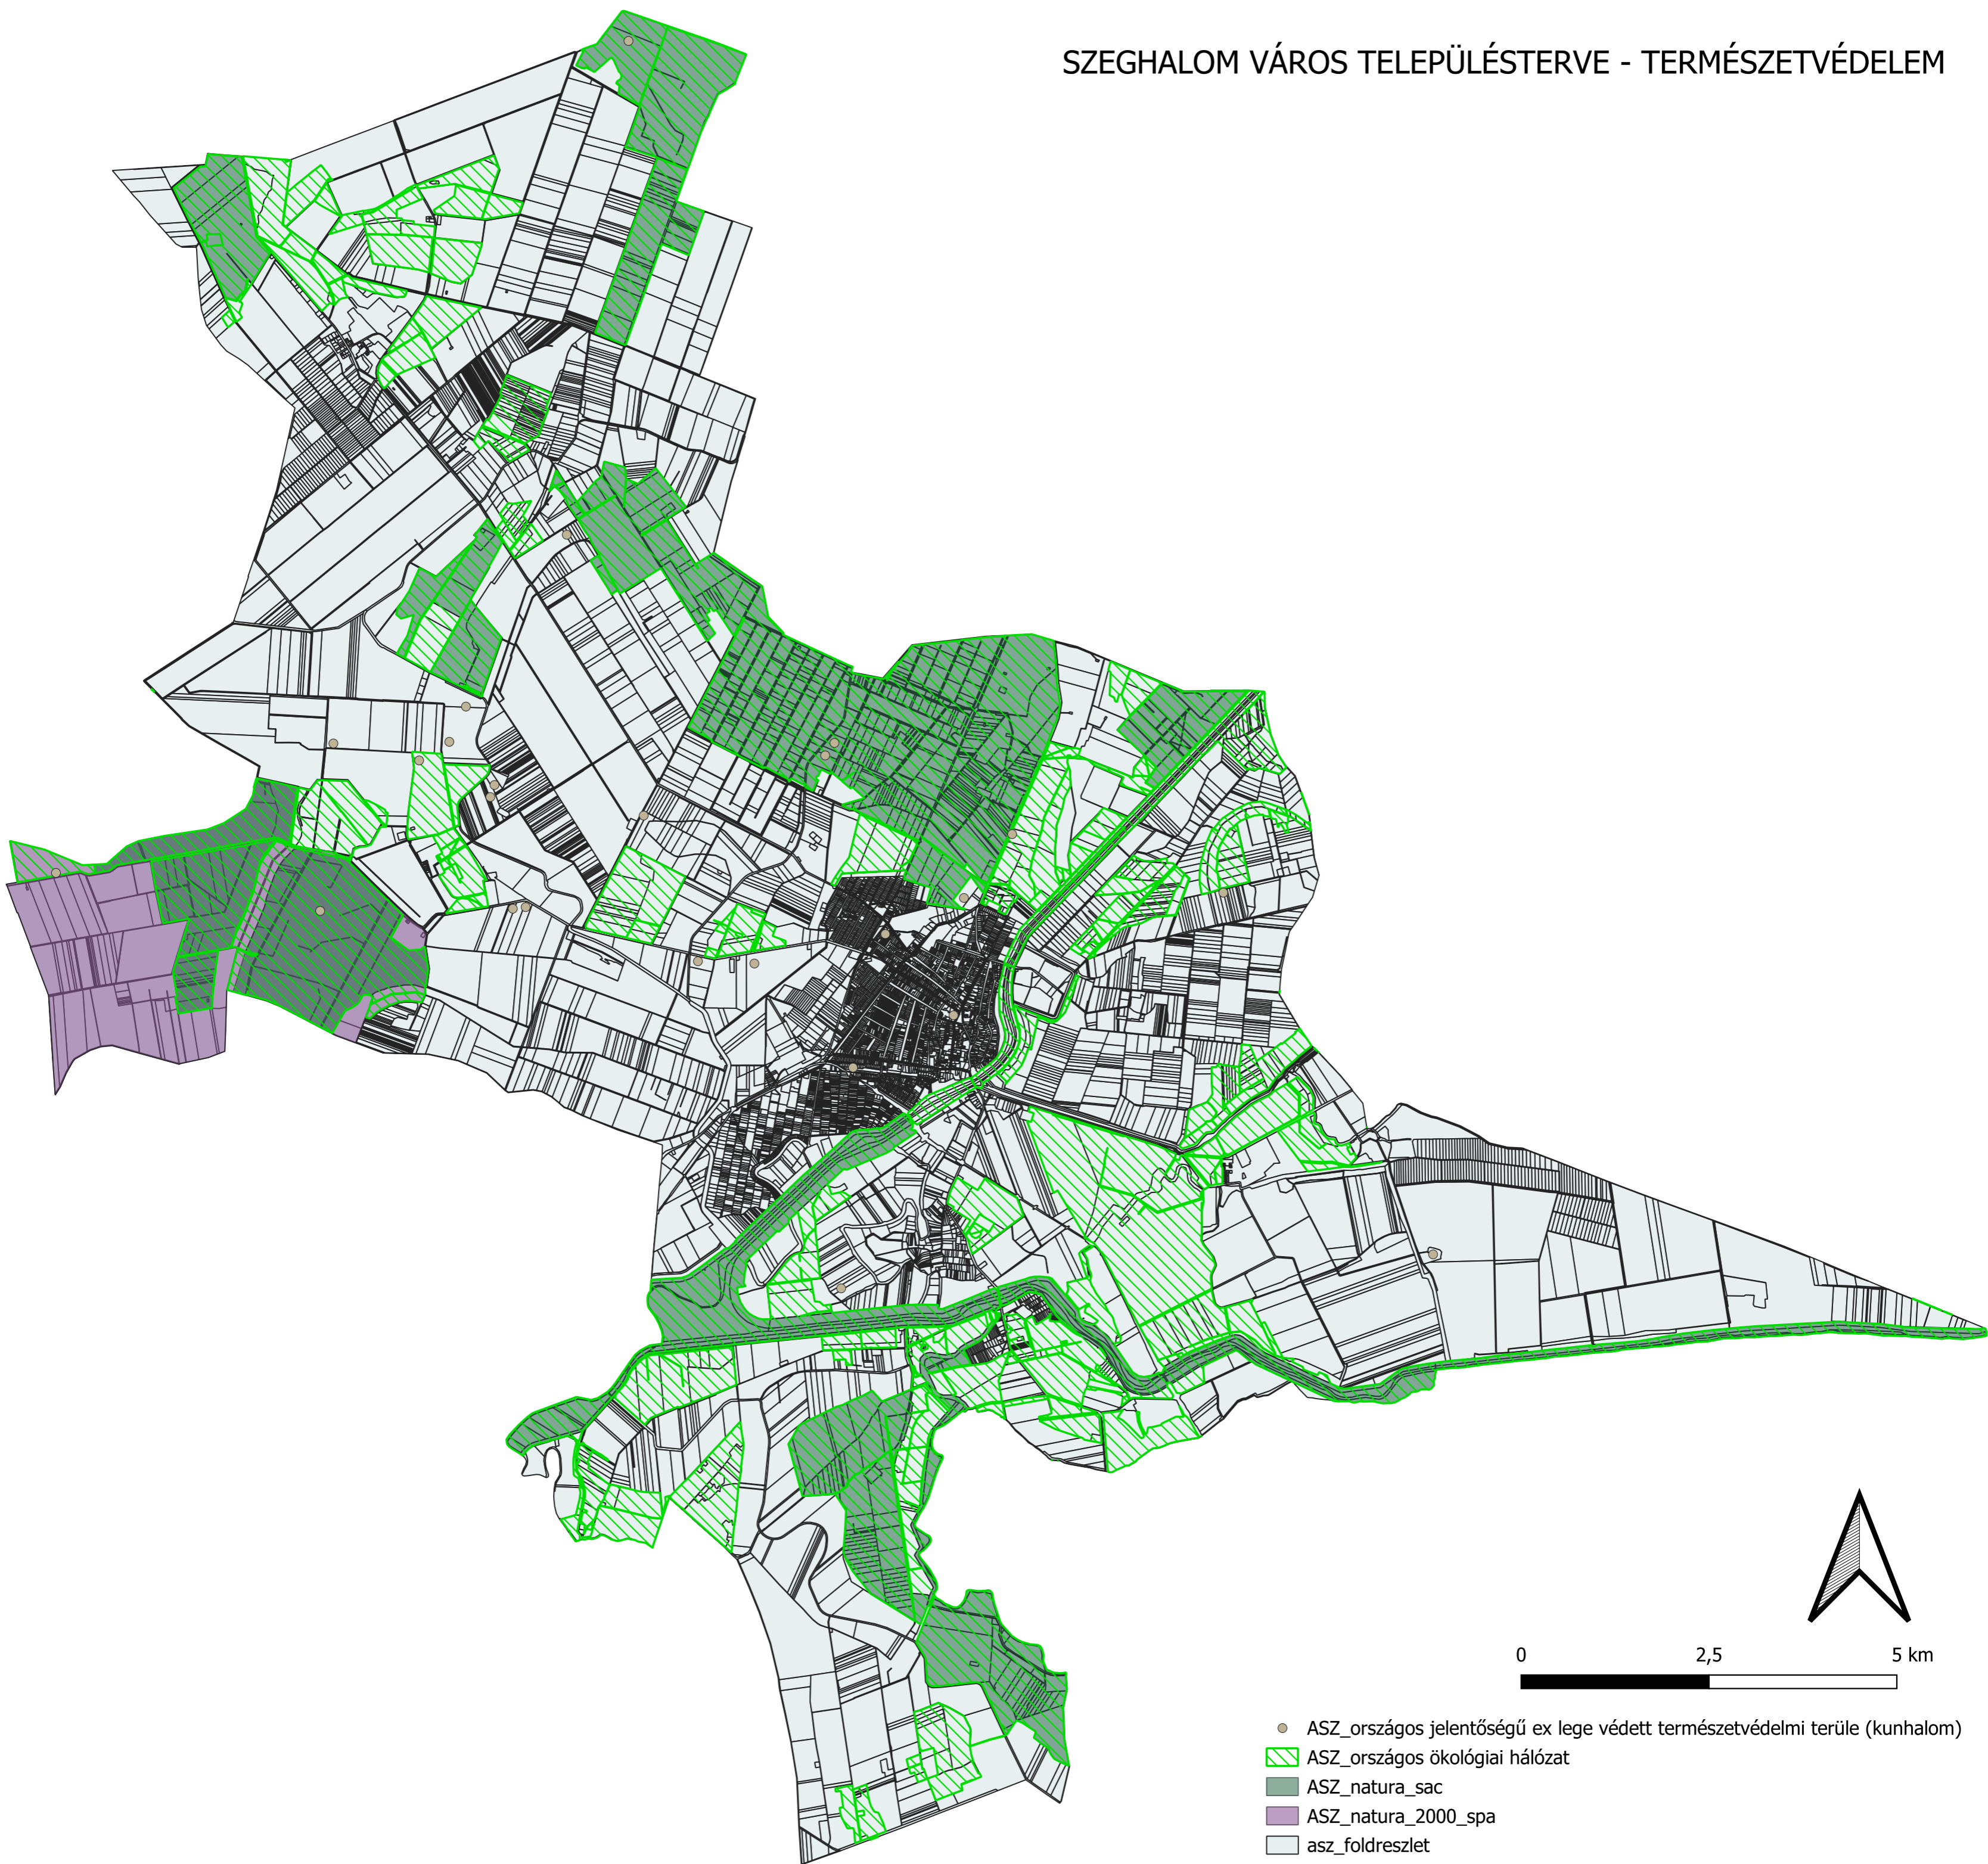 SZEGHALOM VÁROS TELEPÜLÉSTERVE - TERMÉSZETVÉDELEM
0 2,5 5 km
ASZ_országos jelentőségű ex lege védett természetvédelmi terüle (kunhalom)
ASZ_országos ökológiai hálózat
ASZ_natura_sac
ASZ_natura_2000_spa
asz_foldreszlet